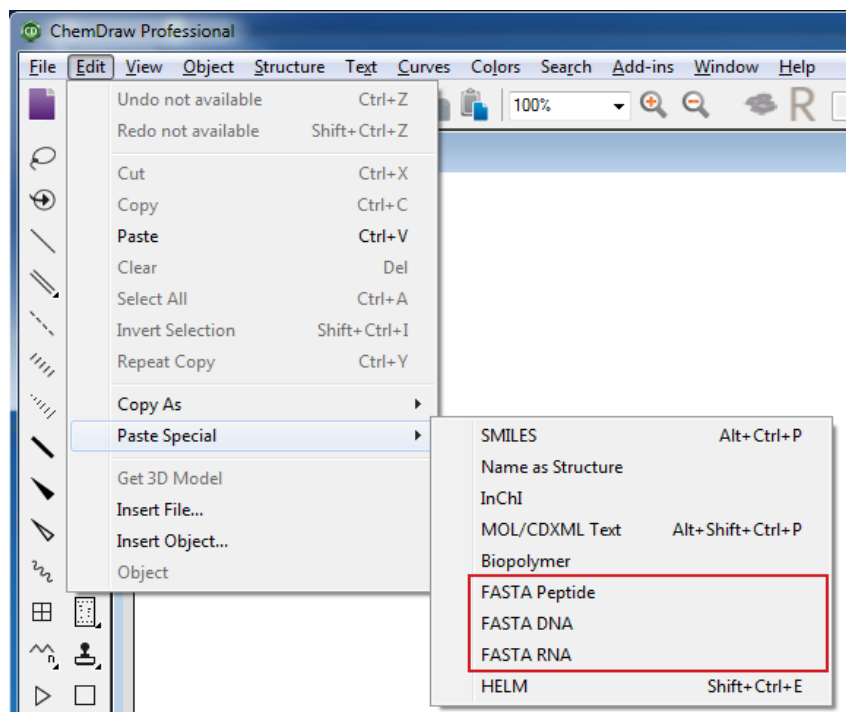 ChemDraw Professional
File Edit View Object Structure Text Curves Colors Search Add-ins Window Help
Undo not available Ctrl+Z
100%
R
Redo not available Shift+Ctrl+Z
Cut Ctrl+X
Copy Ctrl+C
Paste Ctrl+V
Clear Del
Select All Ctrl+A
Invert Selection Shift+Ctrl+I
Repeat Copy Ctrl+Y
Copy As
Paste Special
SMILES Alt+Ctrl+P
Name as Structure
InChI
MOL/CDXML Text Alt+Shift+Ctrl+P
Biopolymer
FASTA Peptide
FASTA DNA
FASTA RNA
HELM Shift+Ctrl+E
Get 3D Model
Insert File...
Insert Object...
Object
n